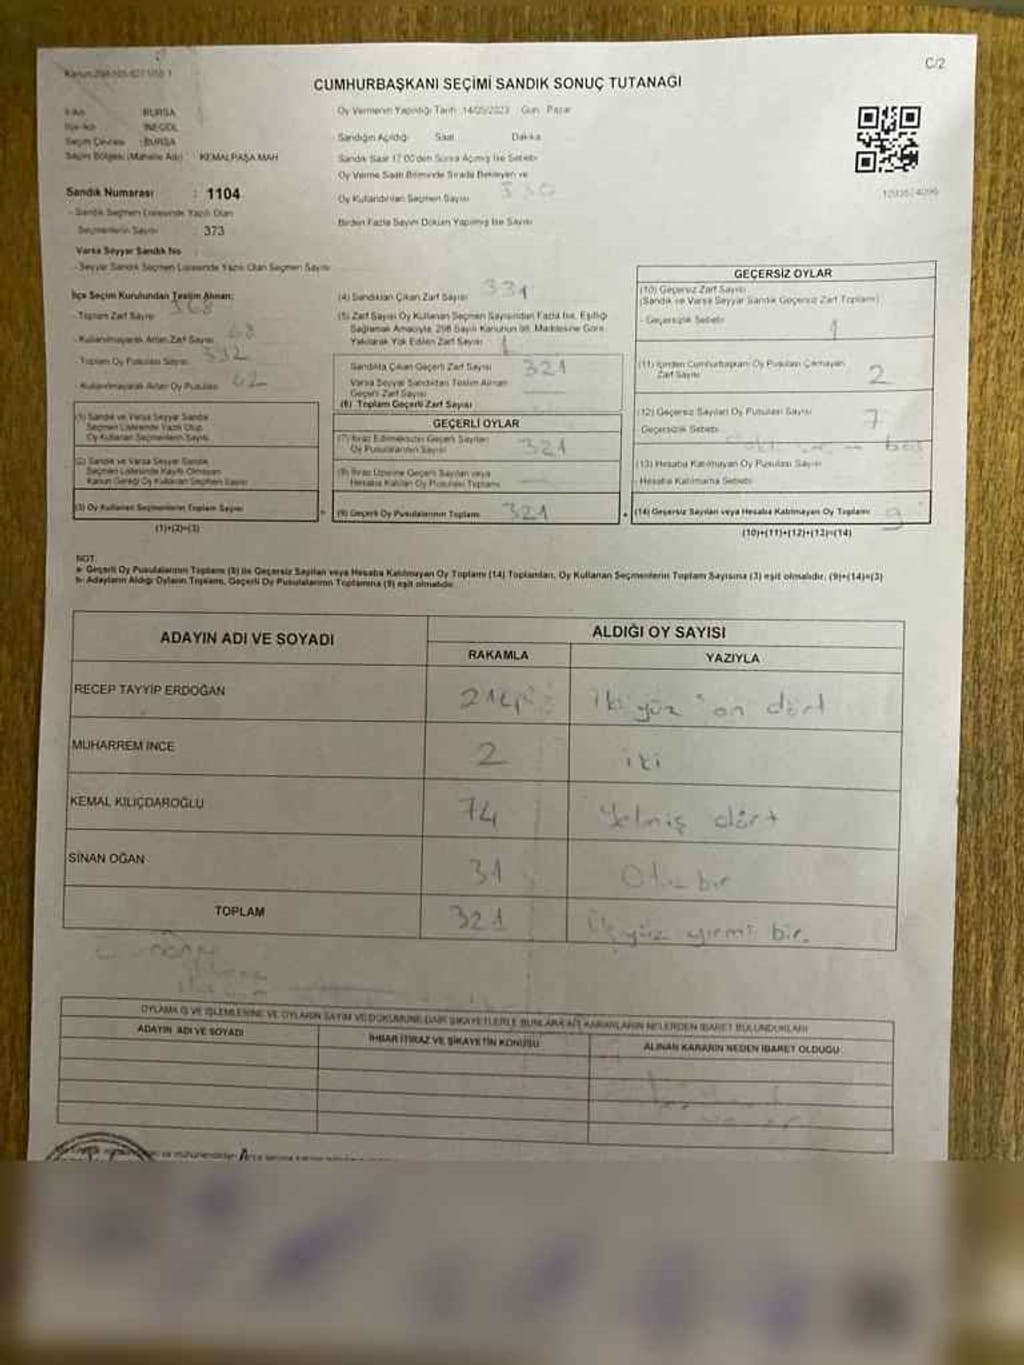 C/2
CUMHURBAŞKANI SEÇİMİ SANDIK SONUÇ TUTANAĞI
İl Adı BURSA
İlçe Adı İNEGÖL
Seçim Çevresi : BURSA
Seçim Bölgesi (Mahalle Adı) : KEMALPAŞA MAH
Sandık Numarası : 1104
- Sandık Seçmen Listesinde Yazılı Olan
Seçmenlerin Sayısı : 373
Varsa Seyyar Sandık No
- Seyyar Sandık Seçmen Listesinde Yazılı Olan Seçmen Sayısı
Oy Vermenin Yapıldığı Tarih : 14/05/2023 Gün : Pazar
Sandığın Açıldığı Saat Dakika
Sandık Saat 17.00'den Sonra Açılmış İse Sebebi
Oy Verme Saati Bitiminde Sırada Bekleyen ve
Oy Kullandırılan Seçmen Sayısı 330
Birden Fazla Sayım Döküm Yapılmış İse Sayısı
İlçe Seçim Kurulundan Teslim Alınan:
- Toplam Zarf Sayısı 368
- Kullanılmayarak Artan Zarf Sayısı
- Toplam Oy Pusulası Sayısı
- Kullanılmayarak Artan Oy Pusulası 62
(1) Sandık ve Varsa Seyyar Sandık
Seçmen Listesinde Yazılı Olup
Oy Kullanan Seçmenlerin Sayısı
(2) Sandık ve Varsa Seyyar Sandık
Seçmen Listesinde Kayıtlı Olmayan
Kanun Gereği Oy Kullanan Seçmen Sayısı
(3) Oy Kullanan Seçmenlerin Toplam Sayısı
(1)+(2)=(3)
(4) Sandıktan Çıkan Zarf Sayısı 331
(5) Zarf Sayısı Oy Kullanan Seçmen Sayısından Fazla İse, Eşitliği
Sağlamak Amacıyla, 298 Sayılı Kanunun 98. Maddesine Göre
Yakılarak Yok Edilen Zarf Sayısı 1
Sandıkta Çıkan Geçerli Zarf Sayısı 321
Varsa Seyyar Sandıktan Teslim Alınan
Geçerli Zarf Sayısı
(6) Toplam Geçerli Zarf Sayısı
GEÇERLİ OYLAR
(7) İtiraz Edilmeksizin Geçerli Sayılan
Oy Pusulalarının Sayısı 321
(8) İtiraz Üzerine Geçerli Sayılan veya
Hesaba Katılan Oy Pusulası Toplamı
(9) Geçerli Oy Pusulalarının Toplamı 321
GEÇERSİZ OYLAR
(10) Geçersiz Zarf Sayısı
(Sandık ve Varsa Seyyar Sandık Geçersiz Zarf Toplamı)
- Geçersizlik Sebebi 1
(11) İçinden Cumhurbaşkanı Oy Pusulası Çıkmayan
Zarf Sayısı 2
(12) Geçersiz Sayılan Oy Pusulası Sayısı 7
Geçersizlik Sebebi
(13) Hesaba Katılmayan Oy Pusulası Sayısı
- Hesaba Katılmama Sebebi
(14) Geçersiz Sayılan veya Hesaba Katılmayan Oy Toplamı 9
(10)+(11)+(12)+(13)=(14)
NOT:
a- Geçerli Oy Pusulalarının Toplamı (9) ile Geçersiz Sayılan veya Hesaba Katılmayan Oy Toplamı (14) Toplamları, Oy Kullanan Seçmenlerin Toplam Sayısına (3) eşit olmalıdır. (9)+(14)=(3)
b- Adayların Aldığı Oyların Toplamı, Geçerli Oy Pusulalarının Toplamına (9) eşit olmalıdır.
ADAYIN ADI VE SOYADI ALDIĞI OY SAYISI
RAKAMLA YAZIYLA
RECEP TAYYİP ERDOĞAN 214 iki yüz on dört
MUHARREM İNCE 2 iki
KEMAL KILIÇDAROĞLU 74 Yetmiş dört
SİNAN OĞAN 31 Otuz bir
TOPLAM 321 Üç yüz yirmi bir.
OYLAMA İŞ VE İŞLEMLERİNE VE OYLARIN SAYIM VE DÖKÜMÜNE DAİR ŞİKAYETLERLE BUNLARA AİT KARARLARIN NELERDEN İBARET BULUNDUKLARI
ADAYIN ADI VE SOYADI İHBAR İTİRAZ VE ŞİKAYETİN KONUSU ALINAN KARARIN NEDEN İBARET OLDUĞU